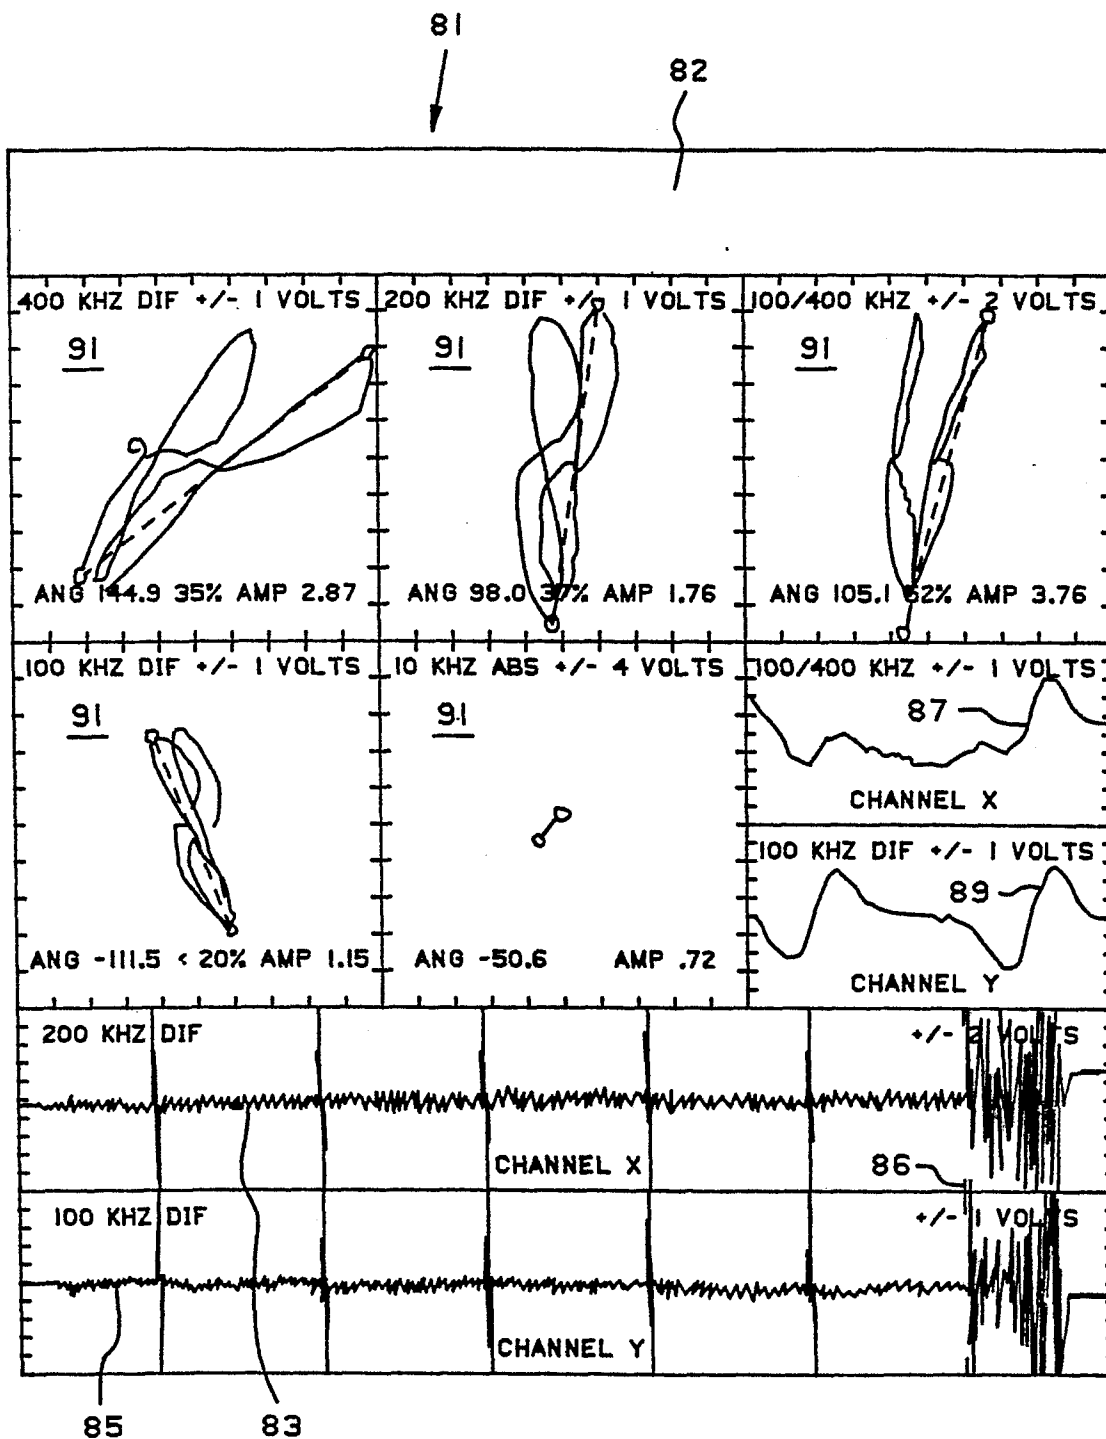 81
82
400 KHZ DIF +/- 1 VOLTS
200 KHZ DIF +/- 1 VOLTS
100/400 KHZ +/- 2 VOLTS
91
91
91
ANG 144.9 35% AMP 2.87
ANG 98.0 37% AMP 1.76
ANG 105.1 52% AMP 3.76
100 KHZ DIF +/- 1 VOLTS
10 KHZ ABS +/- 4 VOLTS
100/400 KHZ +/- 1 VOLTS
91
91
87
CHANNEL X
100 KHZ DIF +/- 1 VOLTS
89
ANG -111.5 < 20% AMP 1.15
ANG -50.6 AMP .72
CHANNEL Y
200 KHZ DIF
+/- 2 VOLTS
CHANNEL X
86
100 KHZ DIF
+/- 1 VOLTS
CHANNEL Y
85
83